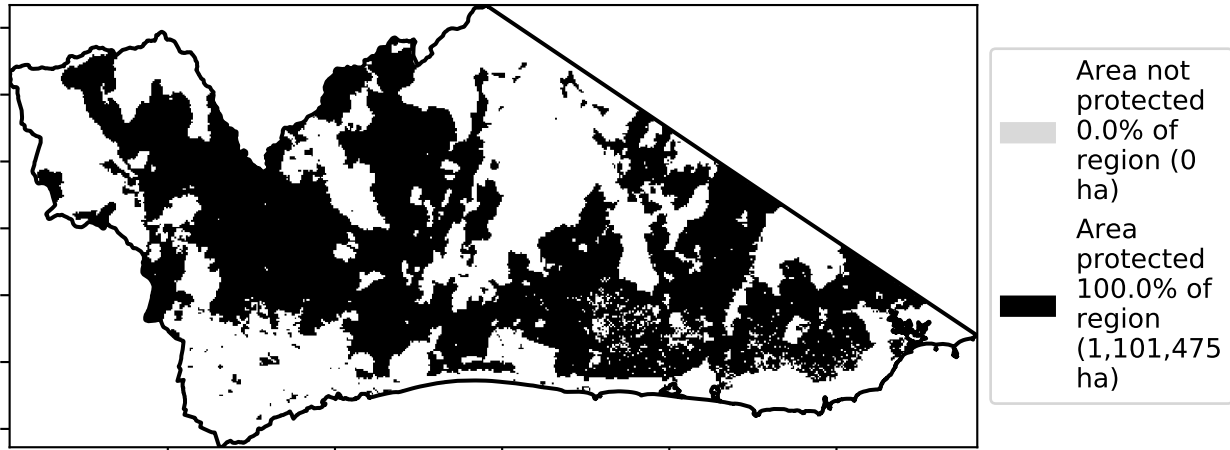 Area not
protected
0.0% of
region (0
ha)
Area
protected
100.0% of
region
(1,101,475
ha)